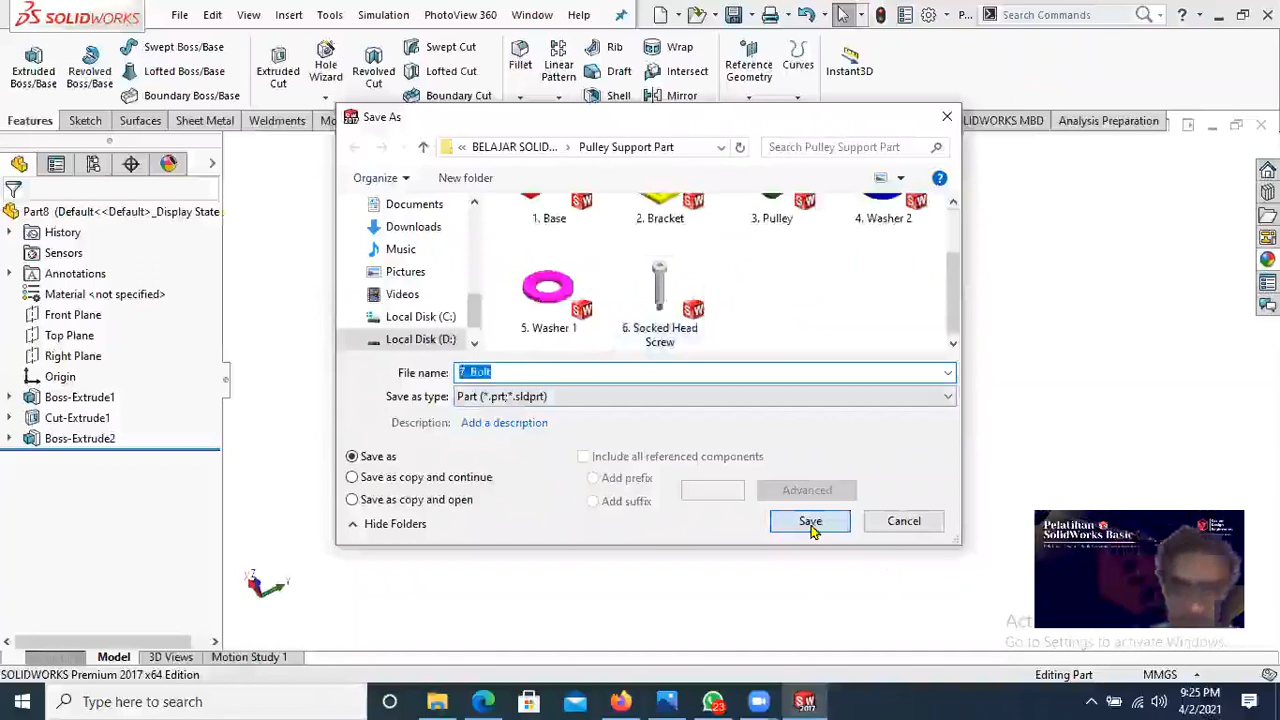 SOLIDWORKS
File Edit View Insert Tools Simulation PhotoView 360 Window Help
P...
Search Commands
Extruded Boss/Base
Revolved Boss/Base
Swept Boss/Base
Lofted Boss/Base
Boundary Boss/Base
Extruded Cut
Hole Wizard
Revolved Cut
Swept Cut
Lofted Cut
Boundary Cut
Fillet
Linear Pattern
Rib
Draft
Shell
Wrap
Intersect
Mirror
Reference Geometry
Curves
Instant3D
Features Sketch Surfaces Sheet Metal Weldments
OLIDWORKS MBD Analysis Preparation
Part8 (Default<<Default>_Display State
History
Sensors
Annotations
Material <not specified>
Front Plane
Top Plane
Right Plane
Origin
Boss-Extrude1
Cut-Extrude1
Boss-Extrude2
Save As
« BELAJAR SOLID... › Pulley Support Part
Search Pulley Support Part
Organize
New folder
Documents
Downloads
Music
Pictures
Videos
Local Disk (C:)
Local Disk (D:)
1. Base
2. Bracket
3. Pulley
4. Washer 2
5. Washer 1
6. Socked Head
Screw
File name: 7. Bolt
Save as type: Part (*.prt;*.sldprt)
Description: Add a description
Save as
Save as copy and continue
Save as copy and open
Include all referenced components
Add prefix
Add suffix
Advanced
Hide Folders
Save
Cancel
Pelatihan
SolidWorks Basic
Go to Settings to activate Windows.
Model 3D Views Motion Study 1
SOLIDWORKS Premium 2017 x64 Edition
Editing Part
MMGS
Type here to search
23
9:25 PM
4/2/2021